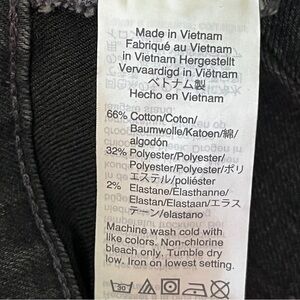 Made in Vietnam
Fabriqué au Vietnam
in Vietnam Hergestellt
Vervaardigd in Viëtnam
ベトナム製
Hecho en Vietnam
66% Cotton/Coton/
Baumwolle/Katoen/綿/
algodón
32% Polyester/Polyester/
Polyester/Polyester/ポリ
エステル/poliéster
2% Elastane/Elasthanne/
Elastan/Elastaan/エラス
テーン/elastano
Machine wash cold with
like colors. Non-chlorine
bleach only. Tumble dry
low. Iron on lowest setting.
30